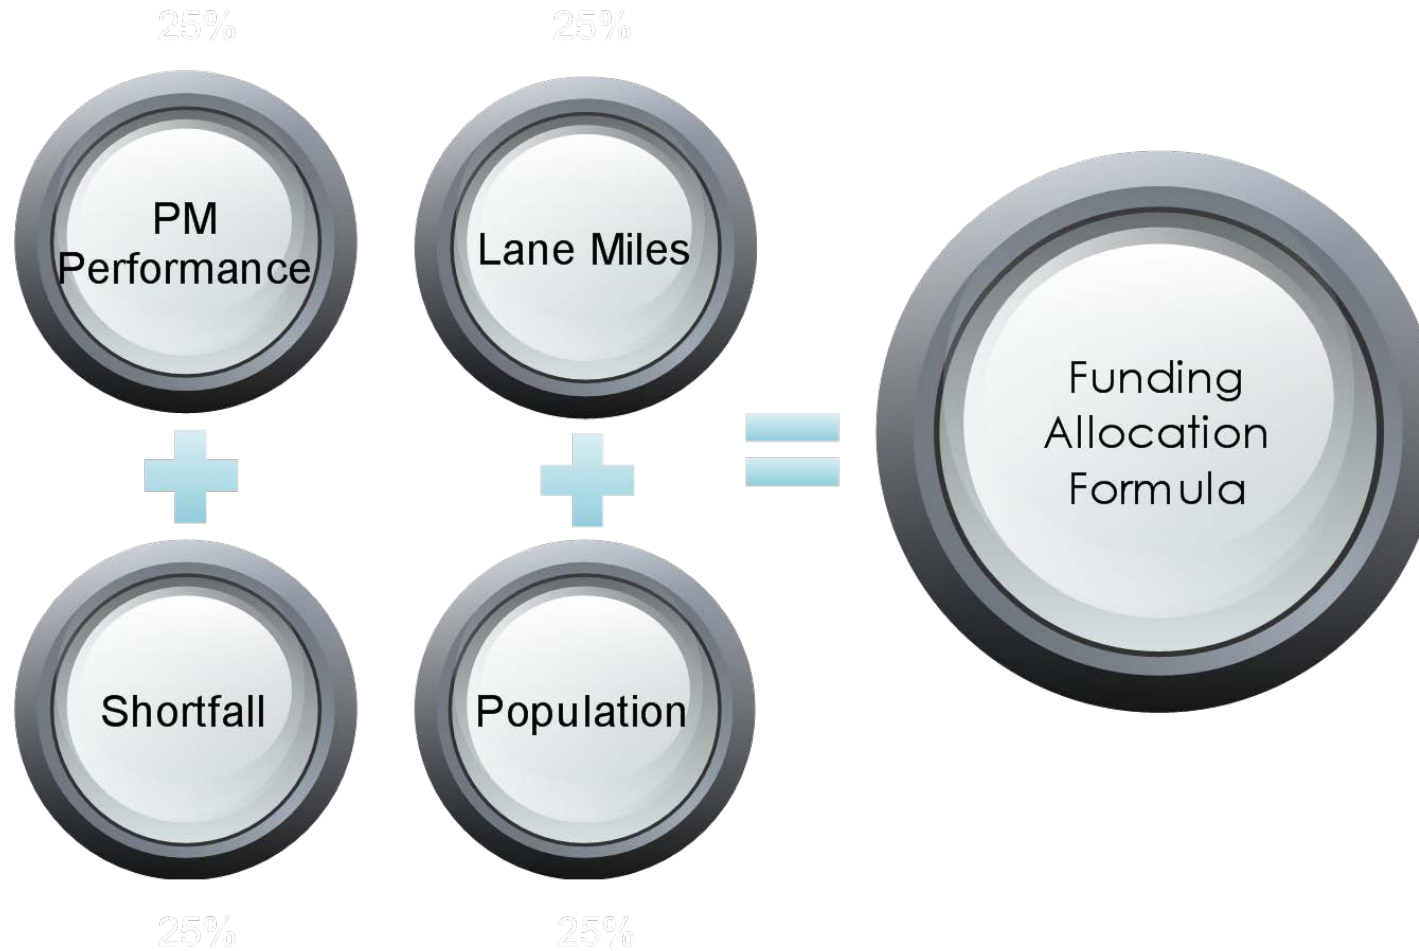 25%
25%
PM
Performance
Lane Miles
Funding
Allocation
Formula
Shortfall
Population
25%
25%